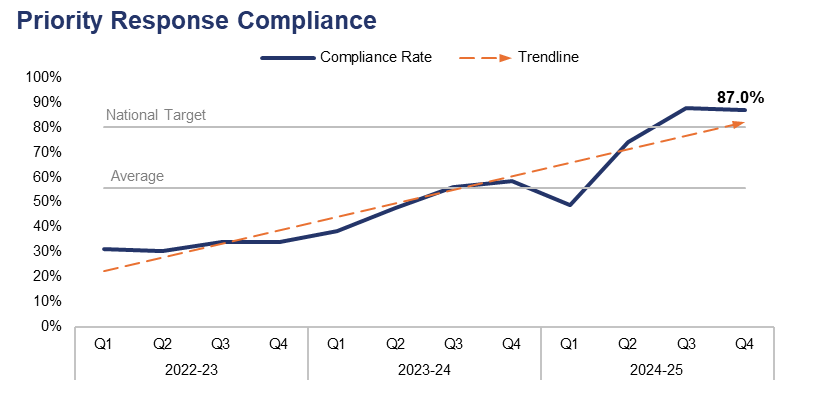 Priority Response Compliance
Compliance Rate Trendline
100%
90%
87.0%
National Target
80%
70%
60%
Average
50%
40%
30%
20%
10%
0%
Q1 Q2 Q3 Q4 Q1 Q2 Q3 Q4 Q1 Q2 Q3 Q4
2022-23 2023-24 2024-25